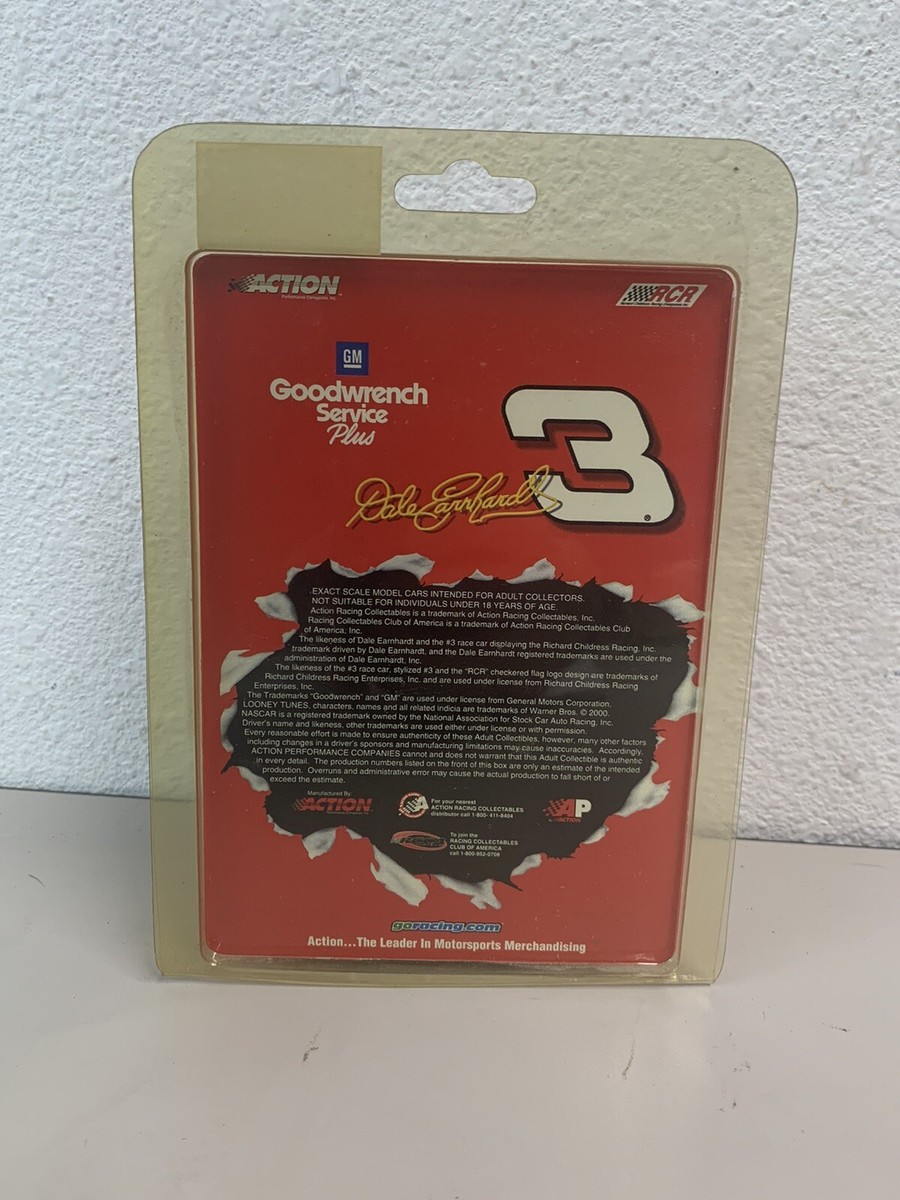 ACTION
Performance Companies, Inc.
RCR
GM
Goodwrench
Service
Plus
3
Dale Earnhardt
EXACT SCALE MODEL CARS INTENDED FOR ADULT COLLECTORS.
NOT SUITABLE FOR INDIVIDUALS UNDER 18 YEARS OF AGE.
Action Racing Collectables is a trademark of Action Racing Collectables, Inc.
Racing Collectables Club of America is a trademark of Action Racing Collectables Club
of America, Inc.
The likeness of Dale Earnhardt and the #3 race car displaying the Richard Childress Racing, Inc.
trademark driven by Dale Earnhardt, and the Dale Earnhardt registered trademarks are used under the
administration of Dale Earnhardt, Inc.
The likeness of the #3 race car, stylized #3 and the "RCR" checkered flag logo design are trademarks of
Richard Childress Racing Enterprises, Inc. and are used under license from Richard Childress Racing
Enterprises, Inc.
The Trademarks "Goodwrench" and "GM" are used under license from General Motors Corporation.
LOONEY TUNES, characters, names and all related indicia are trademarks of Warner Bros. © 2000.
NASCAR is a registered trademark owned by the National Association for Stock Car Auto Racing, Inc.
Driver's name and likeness, other trademarks are used either under license or with permission.
Every reasonable effort is made to ensure authenticity of these Adult Collectibles, however, many other factors
including changes in a driver's sponsors and manufacturing limitations may cause inaccuracies. Accordingly,
ACTION PERFORMANCE COMPANIES cannot and does not warrant that this Adult Collectible is authentic
in every detail. The production numbers listed on the front of this box are only an estimate of the intended
production. Overruns and administrative error may cause the actual production to fall short of or
exceed the estimate.
Manufactured By:
ACTION
For your nearest
ACTION RACING COLLECTABLES
distributor call 1-800-411-8404
AP
by ACTION
To join the
RACING COLLECTABLES
CLUB OF AMERICA
call 1-800-952-0708
goracing.com
Action...The Leader In Motorsports Merchandising